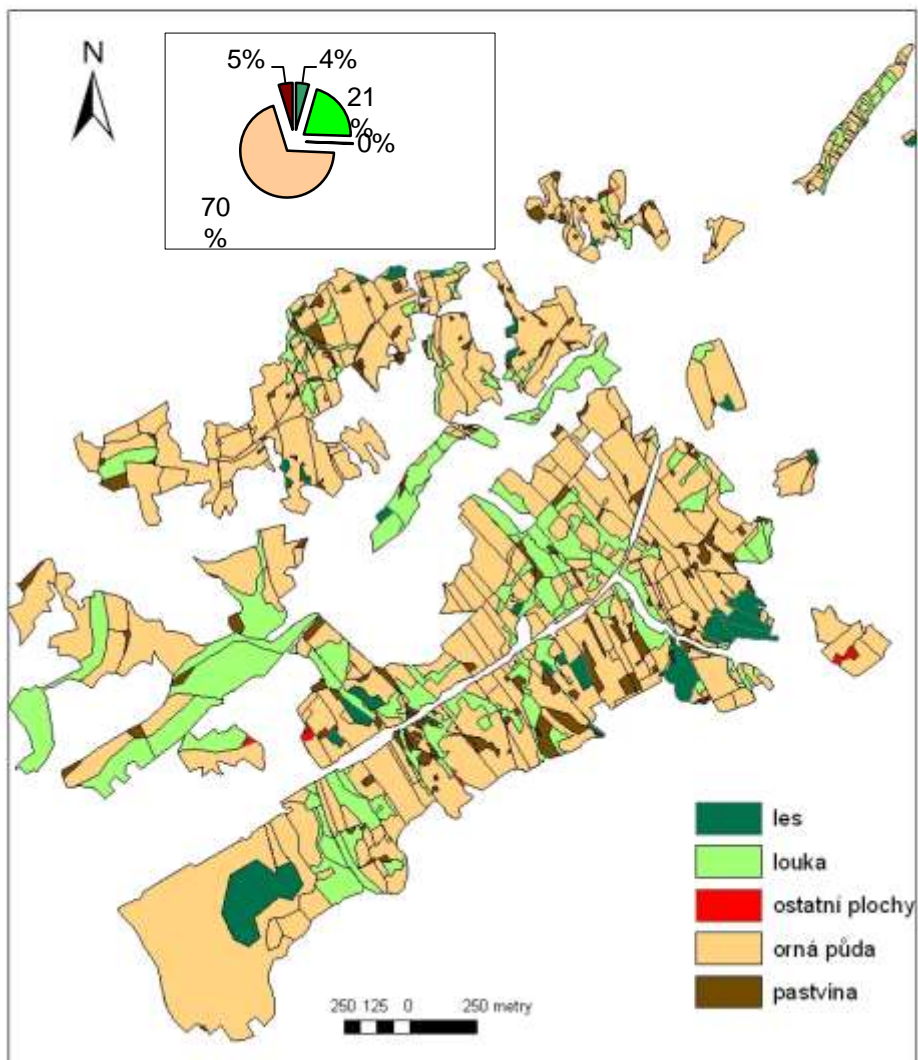 N
5% 4%
21
%
0%
70
%
les
louka
ostatní plochy
orná půda
pastvina
250 125 0 250 metry